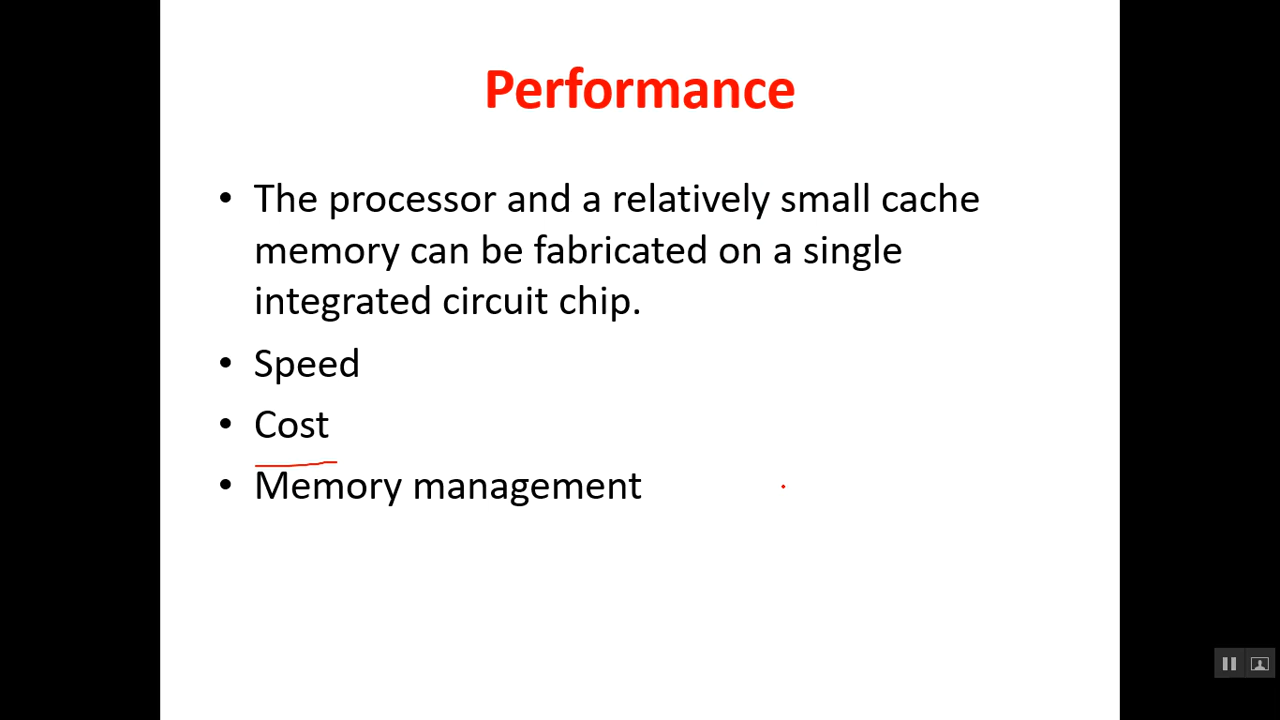 Performance
• The processor and a relatively small cache
memory can be fabricated on a single
integrated circuit chip.
• Speed
• Cost
• Memory management